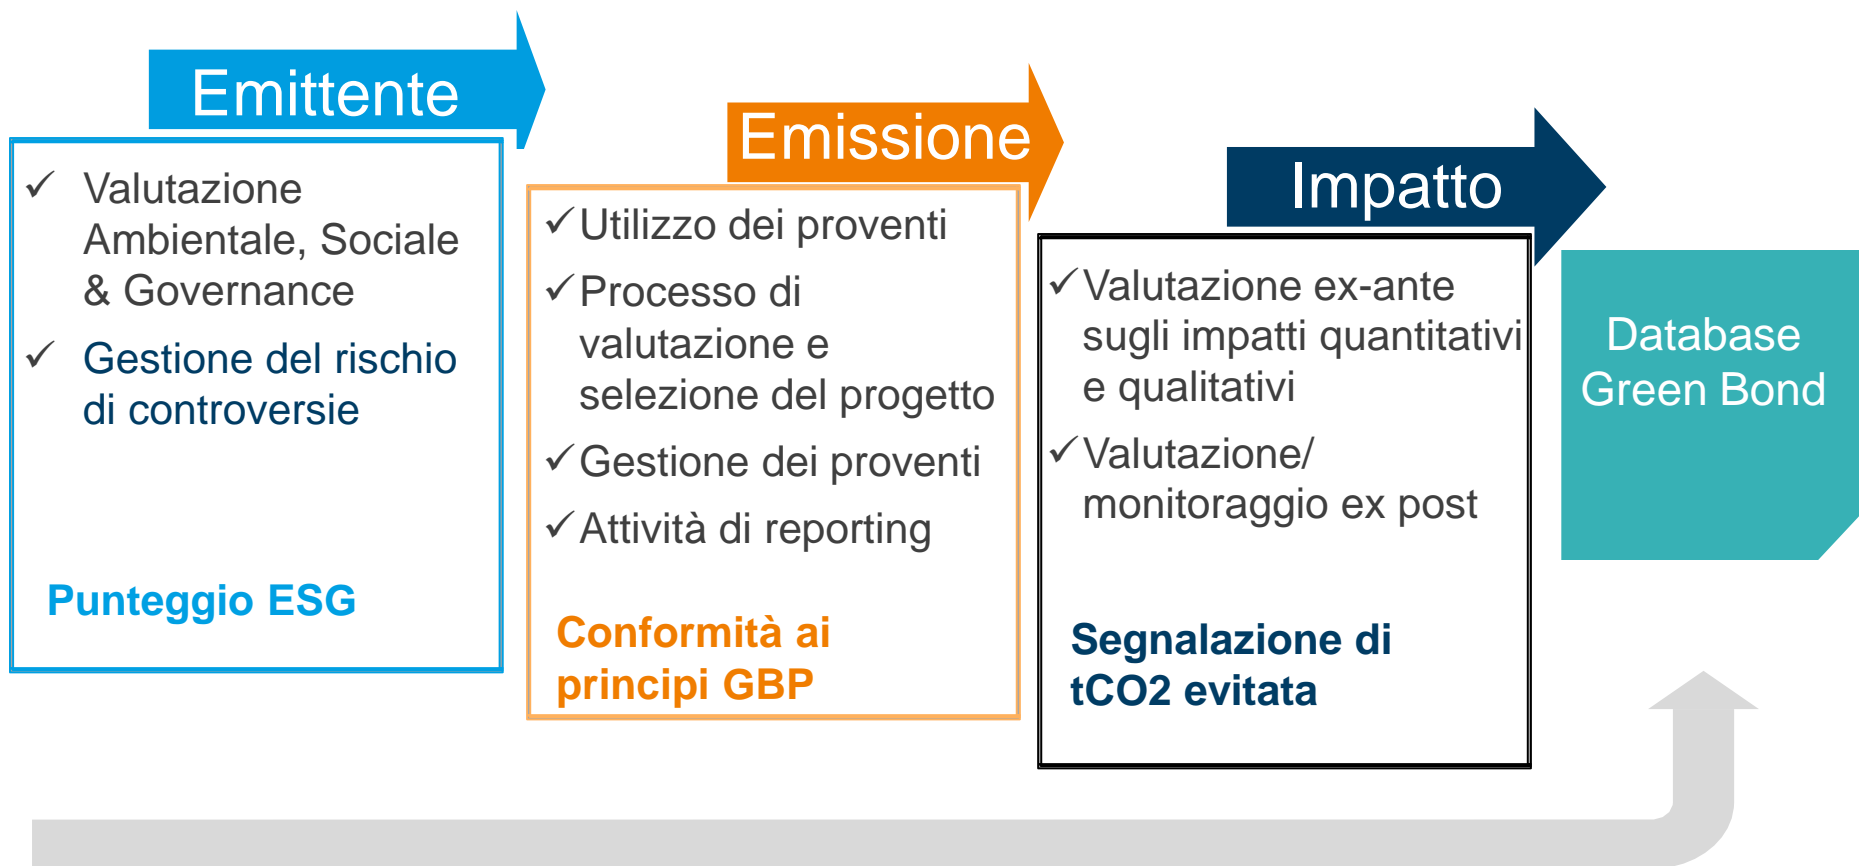 Emittente
✓ Valutazione
Ambientale, Sociale
& Governance
✓ Gestione del rischio
di controversie
Punteggio ESG
Emissione
✓Utilizzo dei proventi
✓Processo di
valutazione e
selezione del progetto
✓Gestione dei proventi
✓Attività di reporting
Conformità ai
principi GBP
Impatto
✓Valutazione ex-ante
sugli impatti quantitativi
e qualitativi
✓Valutazione/
monitoraggio ex post
Segnalazione di
tCO2 evitata
Database
Green Bond